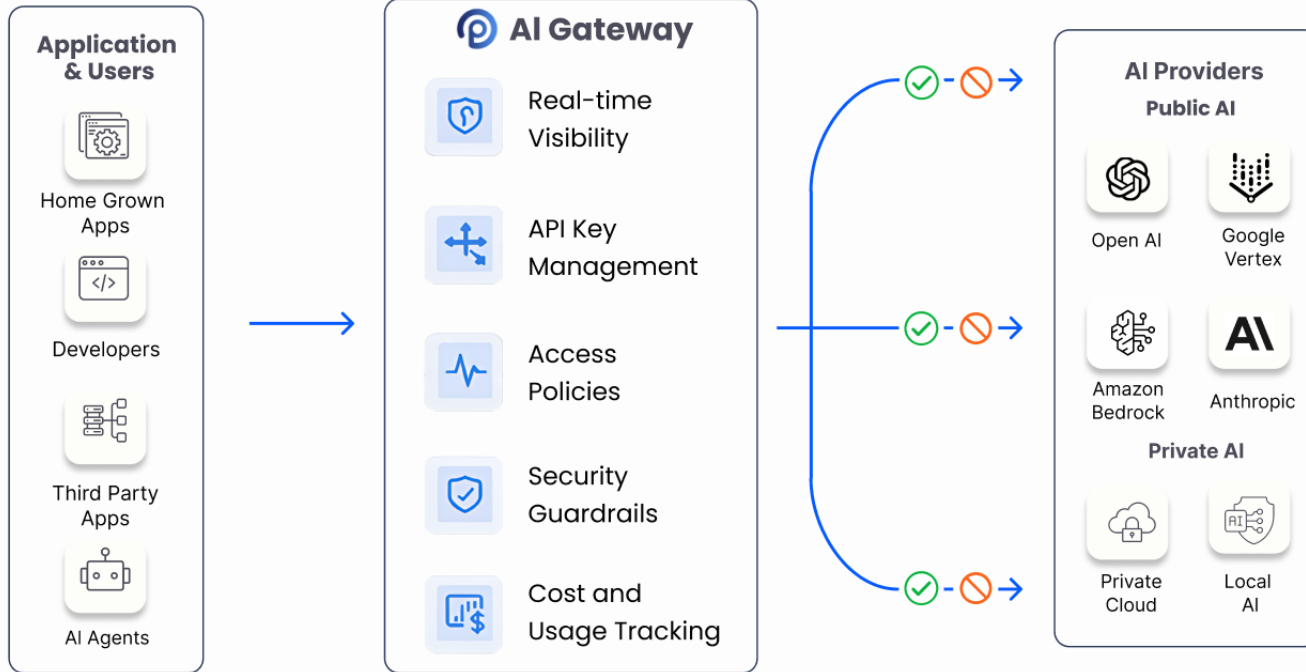 Application
& Users
Home Grown
Apps
Developers
Third Party
Apps
AI Agents
AI Gateway
Real-time
Visibility
API Key
Management
Access
Policies
Security
Guardrails
Cost and
Usage Tracking
AI Providers
Public AI
Open AI
Google
Vertex
Amazon
Bedrock
Anthropic
Private AI
Private
Cloud
AI
Local
AI